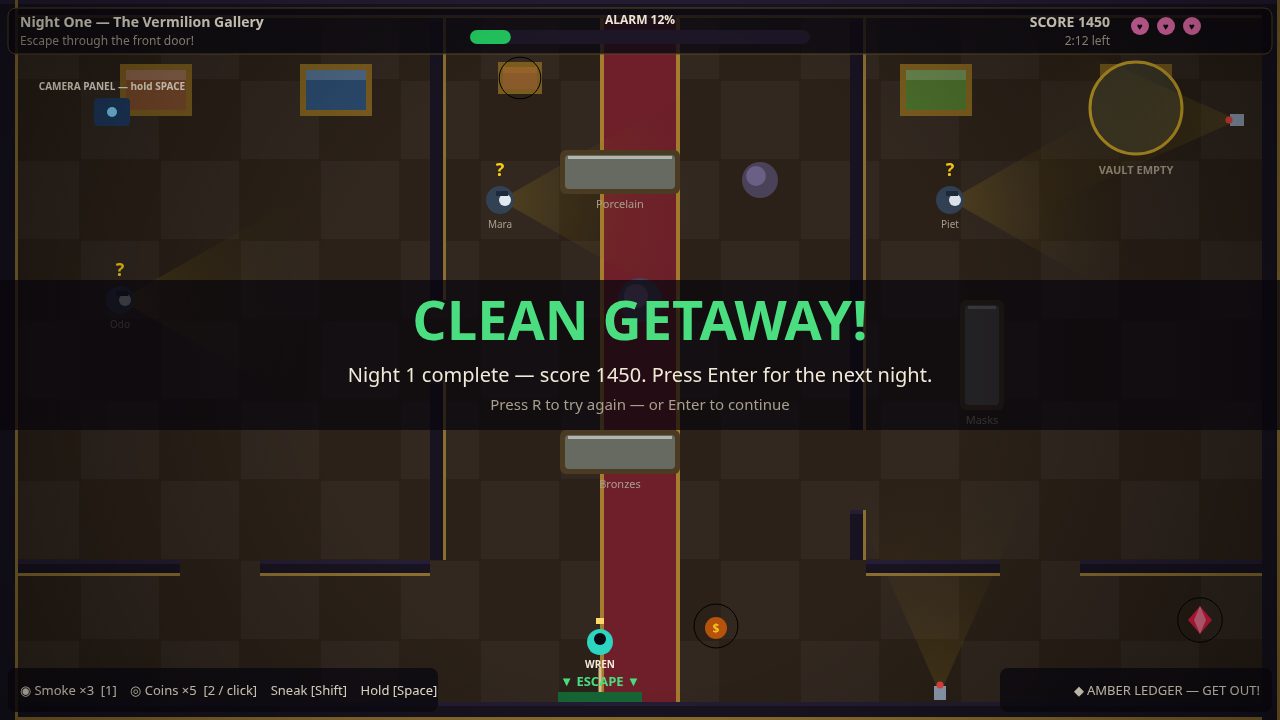 Night One — The Vermilion Gallery
Escape through the front door!
ALARM 12%
SCORE 1450
2:12 left
CAMERA PANEL — hold SPACE
?
Mara
Porcelain
?
Piet
VAULT EMPTY
?
Odo
CLEAN GETAWAY!
Night 1 complete — score 1450. Press Enter for the next night.
Press R to try again — or Enter to continue
Masks
Bronzes
$
WREN
▼ ESCAPE ▼
◉ Smoke ×3 [1] ◎ Coins ×5 [2 / click] Sneak [Shift] Hold [Space]
◆ AMBER LEDGER — GET OUT!